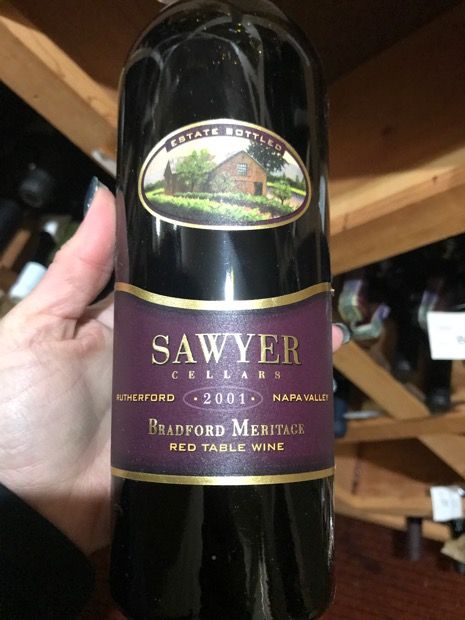 ESTATE BOTTLED
SAWYER
CELLARS
RUTHERFORD • 2001 • NAPA VALLEY
BRADFORD MERITAGE
RED TABLE WINE